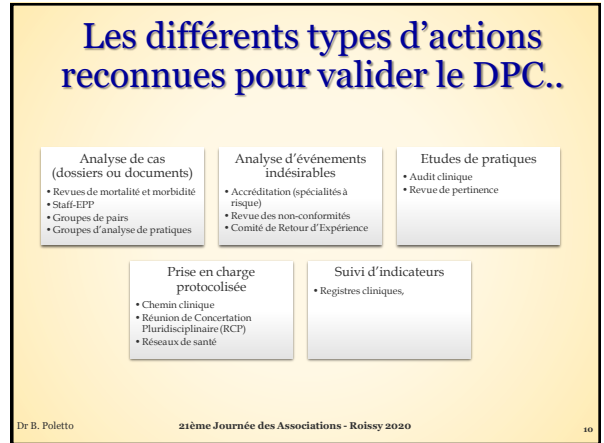 Les différents types d’actions
reconnues pour valider le DPC..
Analyse de cas
(dossiers ou documents)
• Revues de mortalité et morbidité
• Staff-EPP
• Groupes de pairs
• Groupes d’analyse de pratiques
Analyse d’événements
indésirables
• Accréditation (spécialités à
risque)
• Revue des non-conformités
• Comité de Retour d’Expérience
Etudes de pratiques
• Audit clinique
• Revue de pertinence
Prise en charge
protocolisée
• Chemin clinique
• Réunion de Concertation
Pluridisciplinaire (RCP)
• Réseaux de santé
Suivi d’indicateurs
• Registres cliniques,
Dr B. Poletto
21ème Journée des Associations - Roissy 2020
10